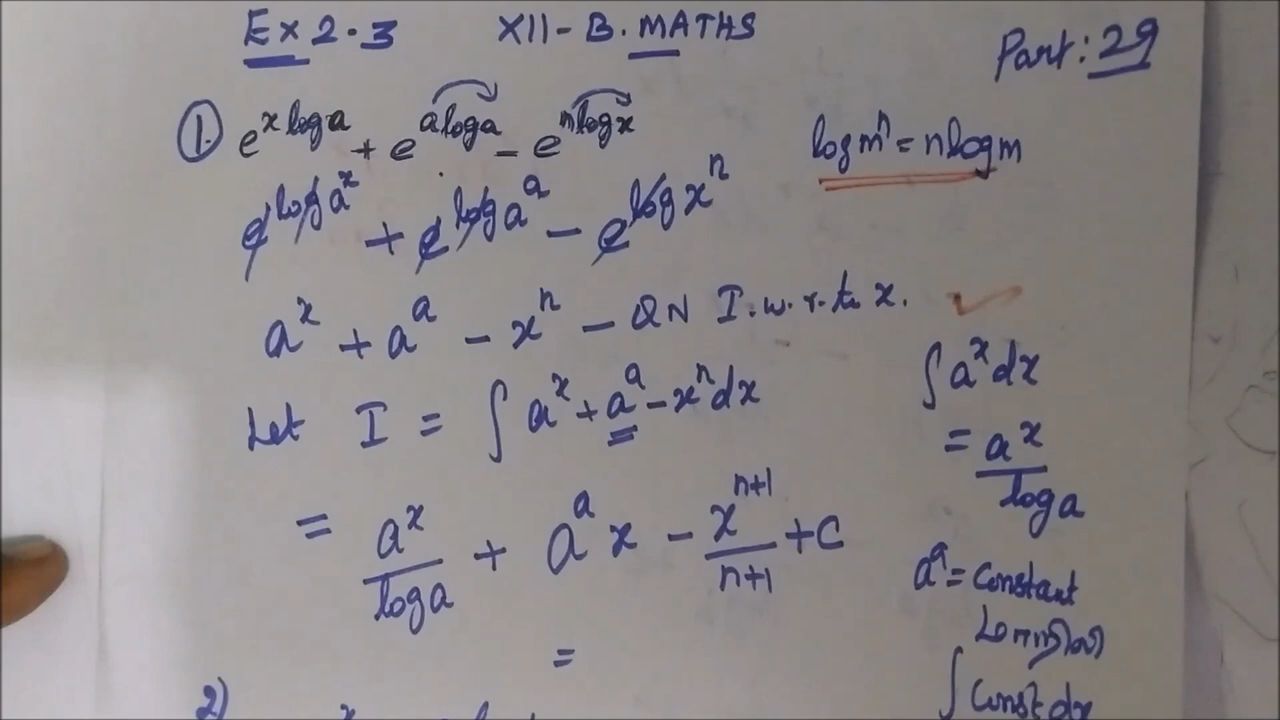 Ex 2.3 XII - B. MATHS Part: 29
1. e^(x log a) + e^(a log a) - e^(n log x)
log m^n = n log m
e^(log a^x) + e^(log a^a) - e^(log x^n)
a^x + a^a - x^n - QN I.w.r.to x.
Let I = ∫ a^x + a^a - x^n dx
= a^x/log a + a^a x - x^(n+1)/(n+1) + C
=
∫ a^x dx
= a^x/log a
a^a = Constant
∫ Const dx
2)